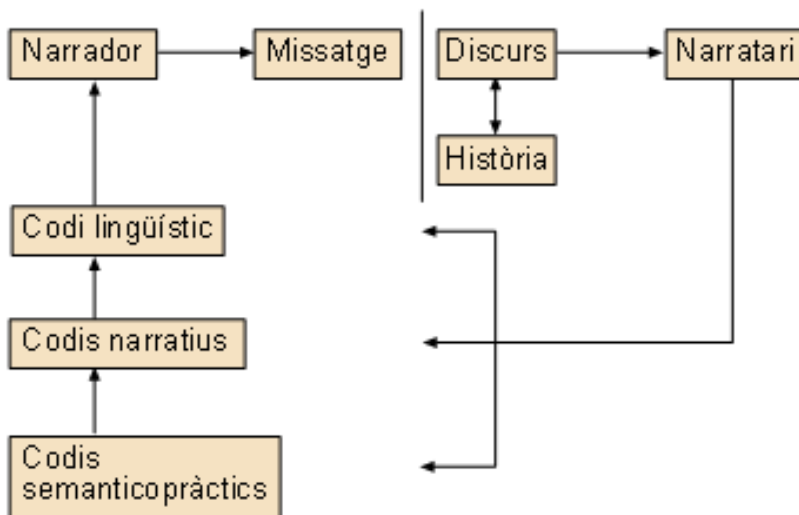 Narrador
Missatge
Discurs
Narratari
Història
Codi lingüístic
Codis narratius
Codis
semanticopràctics